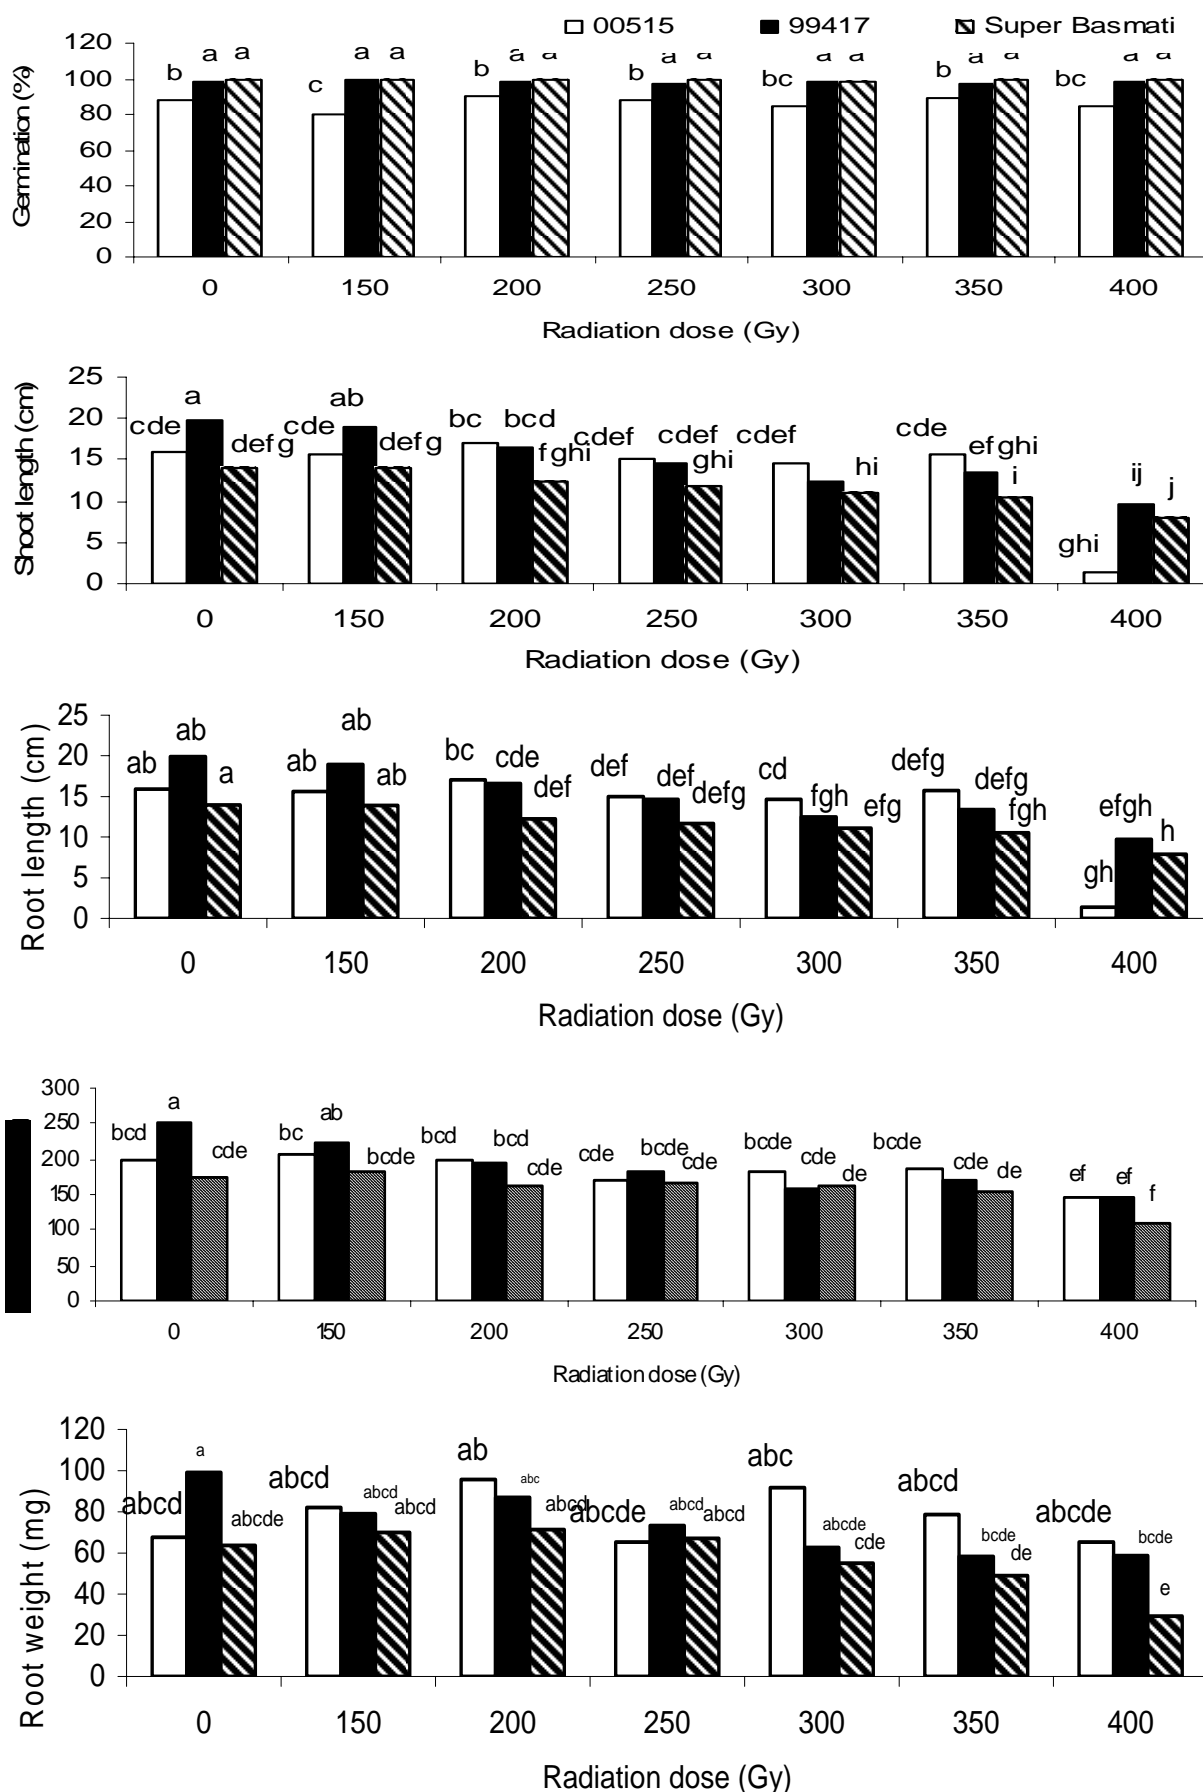 00515 99417 Super Basmati
Germination (%)
120
100
80
60
40
20
0
b a a
c a a
b a a
b a a
bc a a
b a a
bc a a
0 150 200 250 300 350 400
Radiation dose (Gy)
Shoot length (cm)
25
20
15
10
5
0
cde a defg
cde ab defg
bc bcd fghi
cdef cdef ghi
cdef hi
cde efghi i
ghi ij j
0 150 200 250 300 350 400
Radiation dose (Gy)
Root length (cm)
25
20
15
10
5
0
ab ab a
ab ab ab
bc cde def
def def defg
cd fgh efg
defg defg fgh
gh efgh h
0 150 200 250 300 350 400
Radiation dose (Gy)
300
250
200
150
100
50
0
bcd a cde
bc ab bcde
bcd bcd cde
cde bcde cde
bcde cde de
bcde cde de
ef ef f
0 150 200 250 300 350 400
Radiation dose (Gy)
Root weight (mg)
120
100
80
60
40
20
0
abcd a abcde
abcd abcd abcd
ab abc abcd
abcde abcd abcd
abc abcde cde
abcd bcde de
abcde bcde e
0 150 200 250 300 350 400
Radiation dose (Gy)